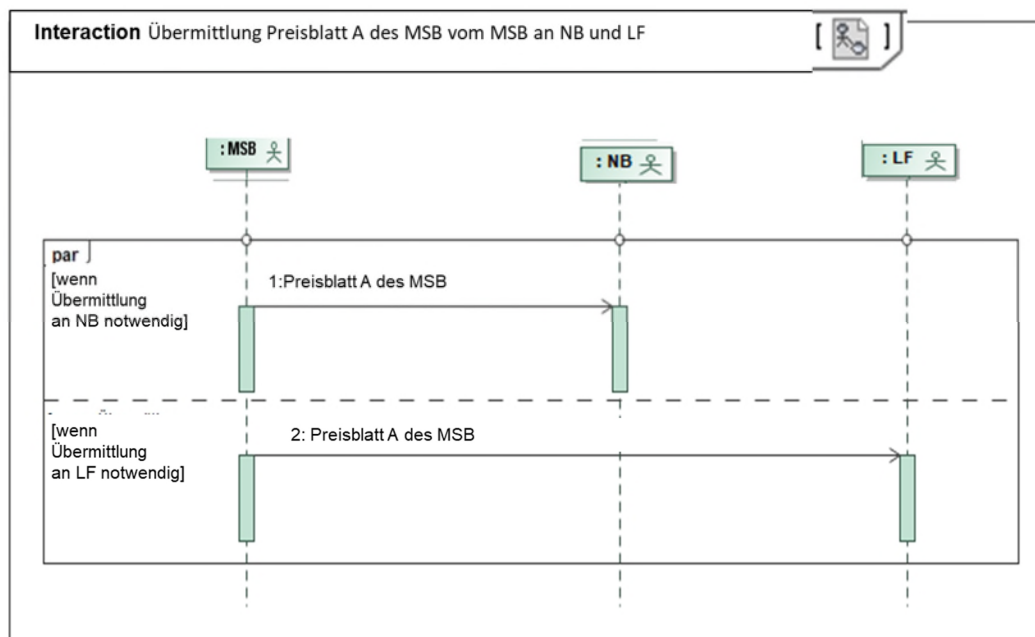 Interaction Übermittlung Preisblatt A des MSB vom MSB an NB und LF
[ ]
: MSB
: NB
: LF
par
[wenn
Übermittlung
an NB notwendig]
1:Preisblatt A des MSB
[wenn
Übermittlung
an LF notwendig]
2: Preisblatt A des MSB